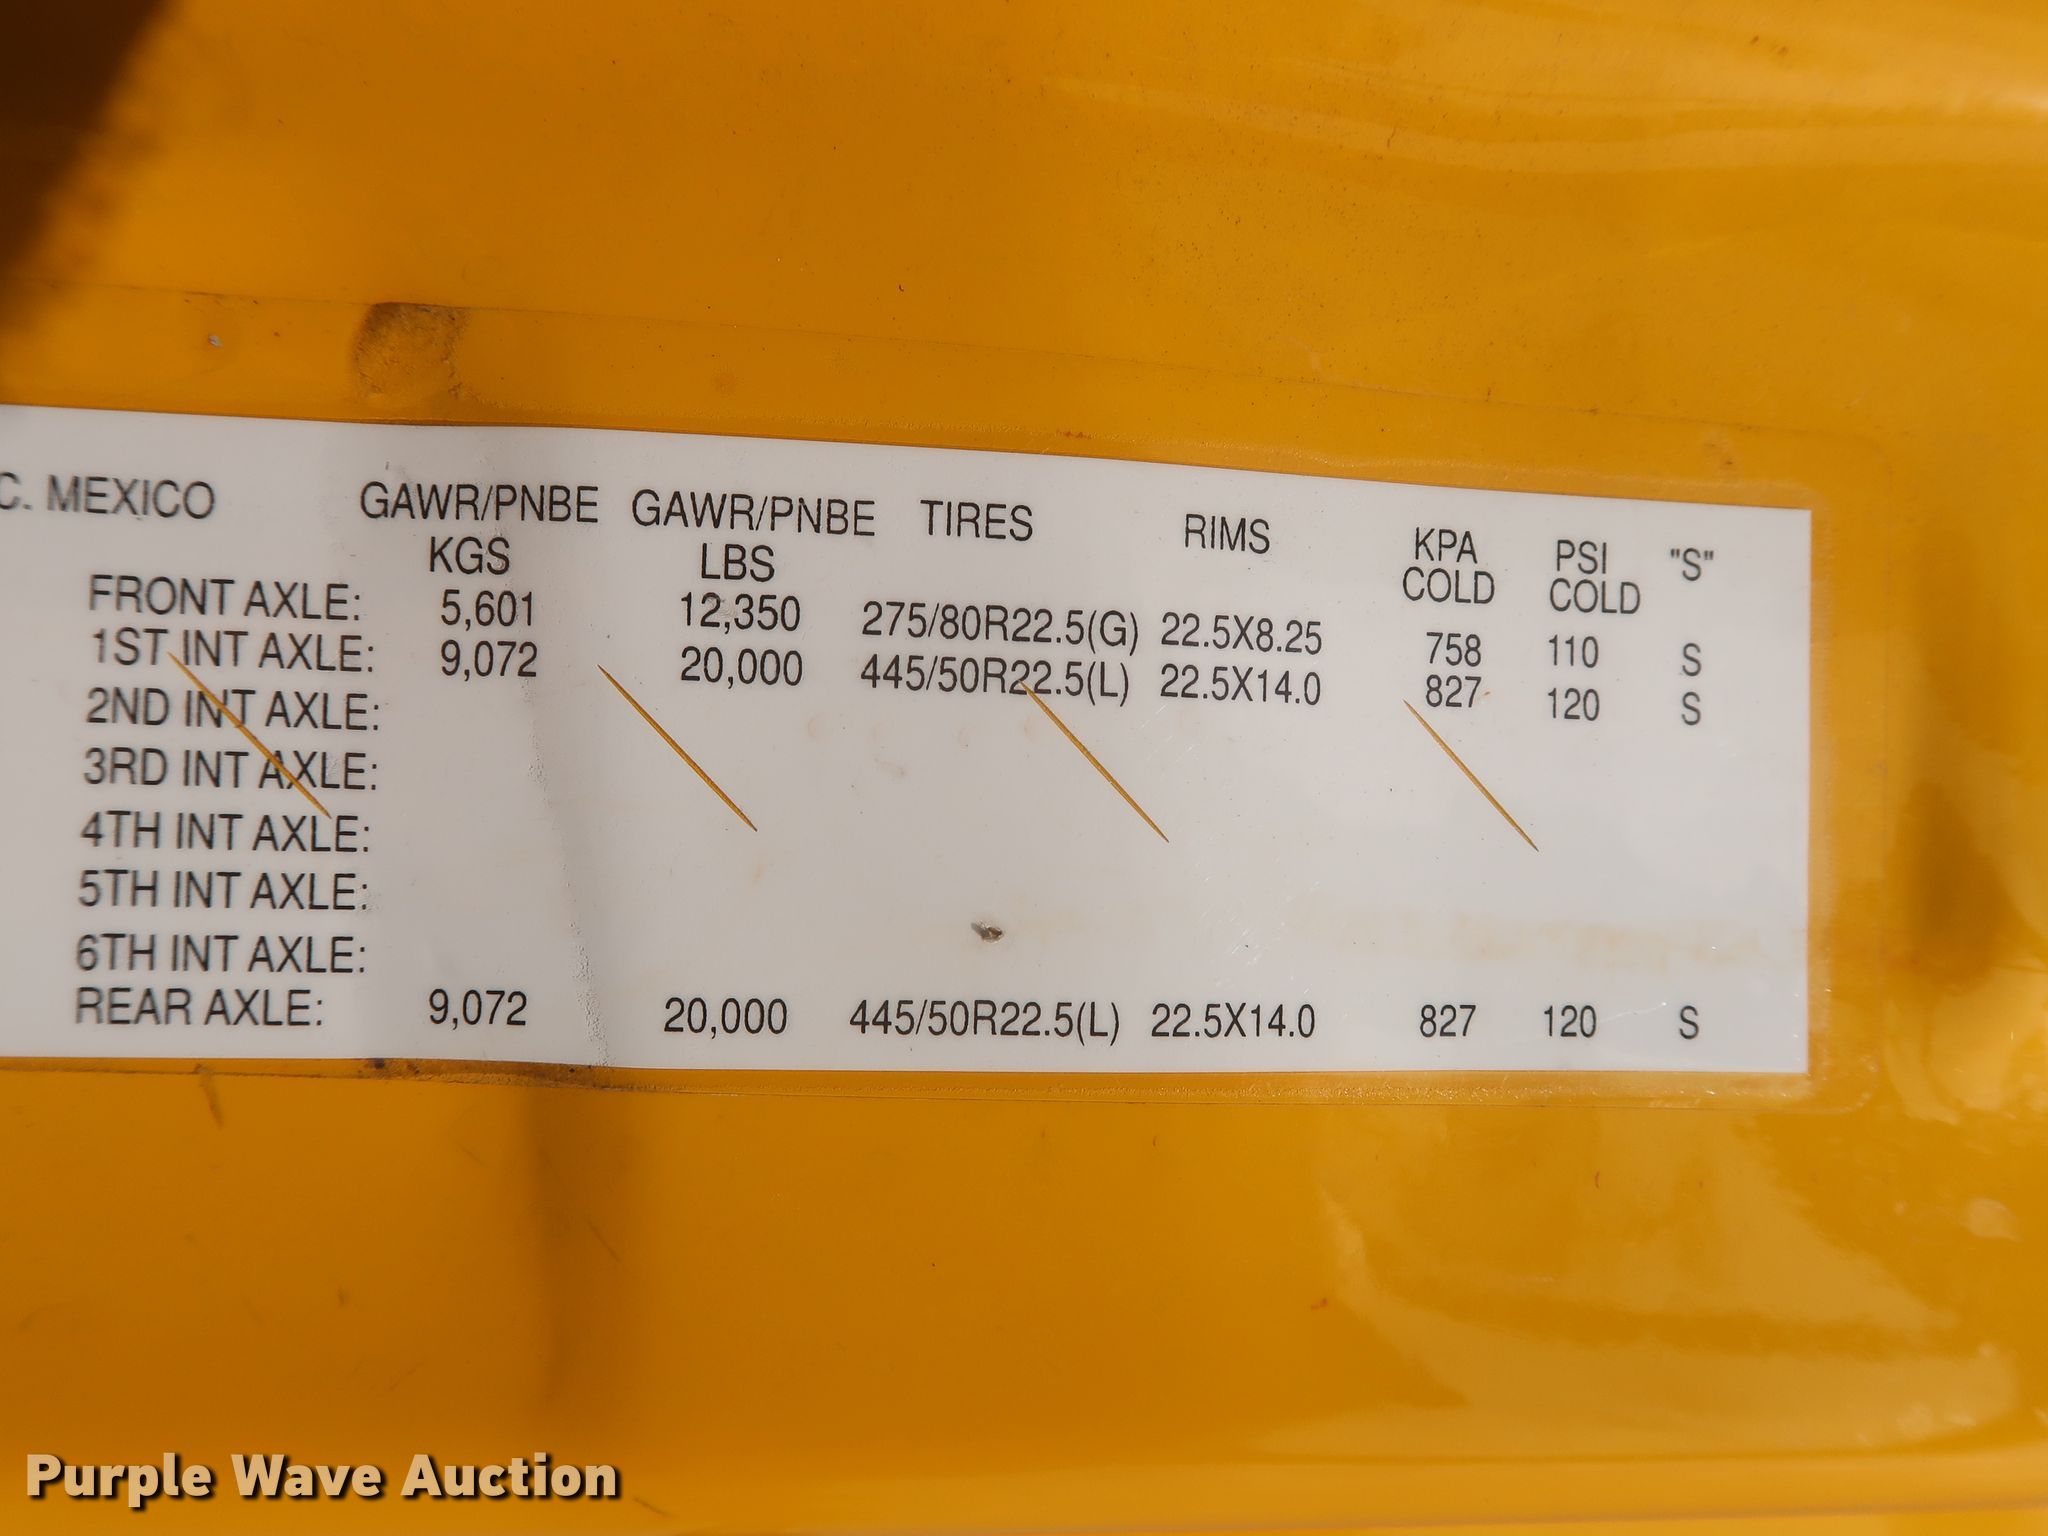 C. MEXICO GAWR/PNBE GAWR/PNBE TIRES RIMS KPA PSI "S"
KGS LBS COLD COLD
FRONT AXLE: 5,601 12,350 275/80R22.5(G) 22.5X8.25 758 110 S
1ST INT AXLE: 9,072 20,000 445/50R22.5(L) 22.5X14.0 827 120 S
2ND INT AXLE:
3RD INT AXLE:
4TH INT AXLE:
5TH INT AXLE:
6TH INT AXLE:
REAR AXLE: 9,072 20,000 445/50R22.5(L) 22.5X14.0 827 120 S
Purple Wave Auction